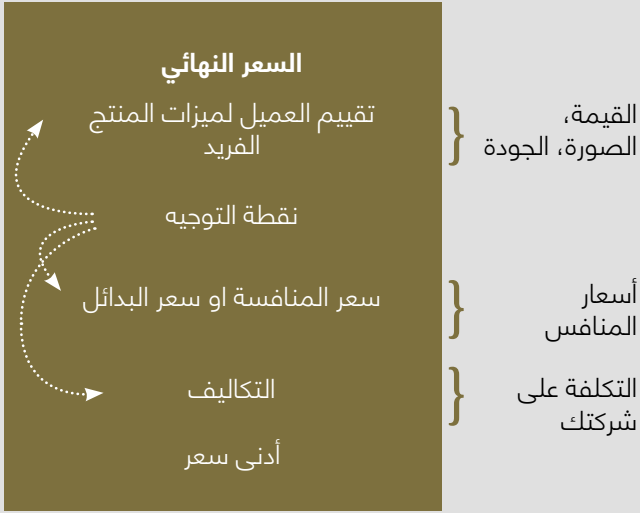 السعر النهائي
تقييم العميل لميزات المنتج
الفريد
القيمة،
الصورة، الجودة
نقطة التوجيه
سعر المنافسة او سعر البدائل
أسعار
المنافس
التكاليف
التكلفة على
شركتك
أدنى سعر